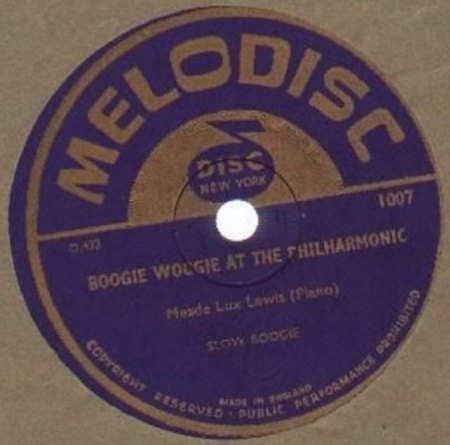 MELODISC
DISC
NEW YORK
1007
BOOGIE WOOGIE AT THE PHILHARMONIC
Meade Lux Lewis (Piano)
SLOW BOOGIE
MADE IN ENGLAND
COPYRIGHT RESERVED · PUBLIC PERFORMANCE PROHIBITED